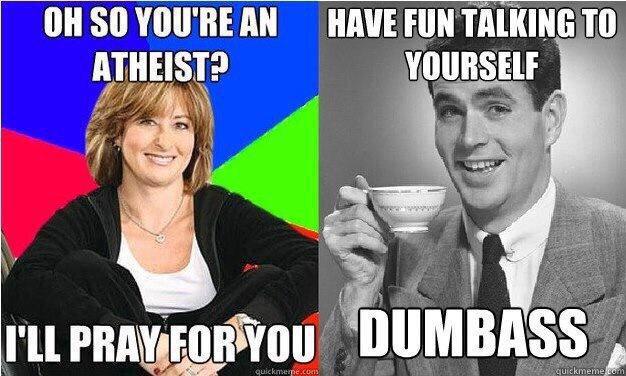 OH SO YOU'RE AN
ATHEIST?
I'LL PRAY FOR YOU
quickmeme.com
HAVE FUN TALKING TO
YOURSELF
DUMBASS
quickmeme.com